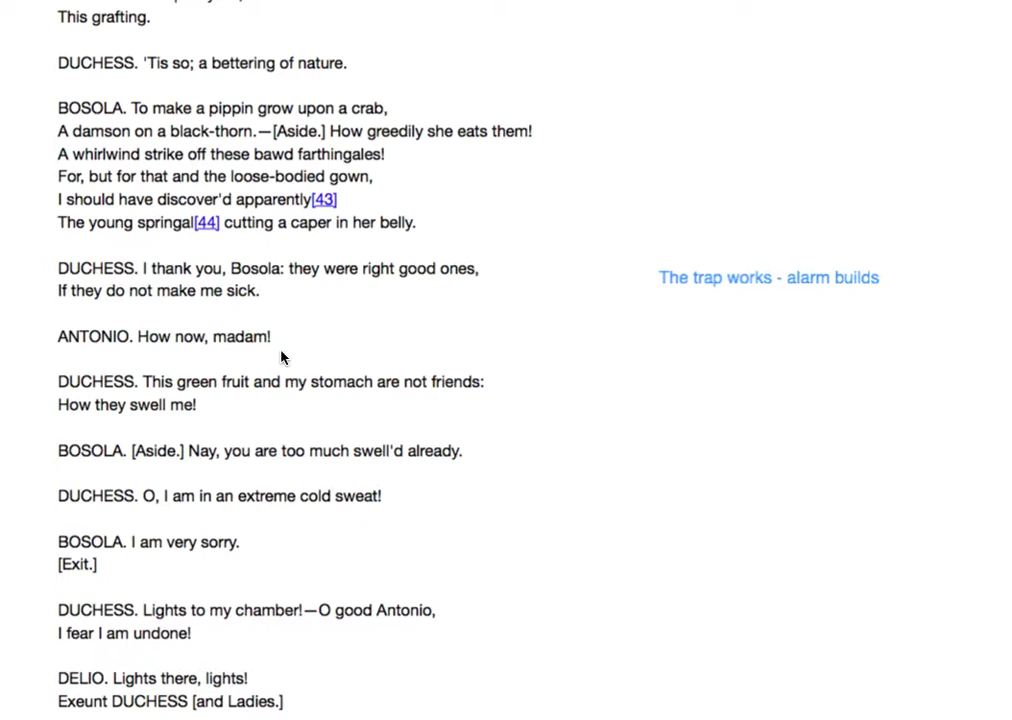 This grafting.
DUCHESS. 'Tis so; a bettering of nature.
BOSOLA. To make a pippin grow upon a crab,
A damson on a black-thorn.—[Aside.] How greedily she eats them!
A whirlwind strike off these bawd farthingales!
For, but for that and the loose-bodied gown,
I should have discover'd apparently[43]
The young springal[44] cutting a caper in her belly.
DUCHESS. I thank you, Bosola: they were right good ones,
If they do not make me sick.
The trap works - alarm builds
ANTONIO. How now, madam!
DUCHESS. This green fruit and my stomach are not friends:
How they swell me!
BOSOLA. [Aside.] Nay, you are too much swell'd already.
DUCHESS. O, I am in an extreme cold sweat!
BOSOLA. I am very sorry.
[Exit.]
DUCHESS. Lights to my chamber!—O good Antonio,
I fear I am undone!
DELIO. Lights there, lights!
Exeunt DUCHESS [and Ladies.]